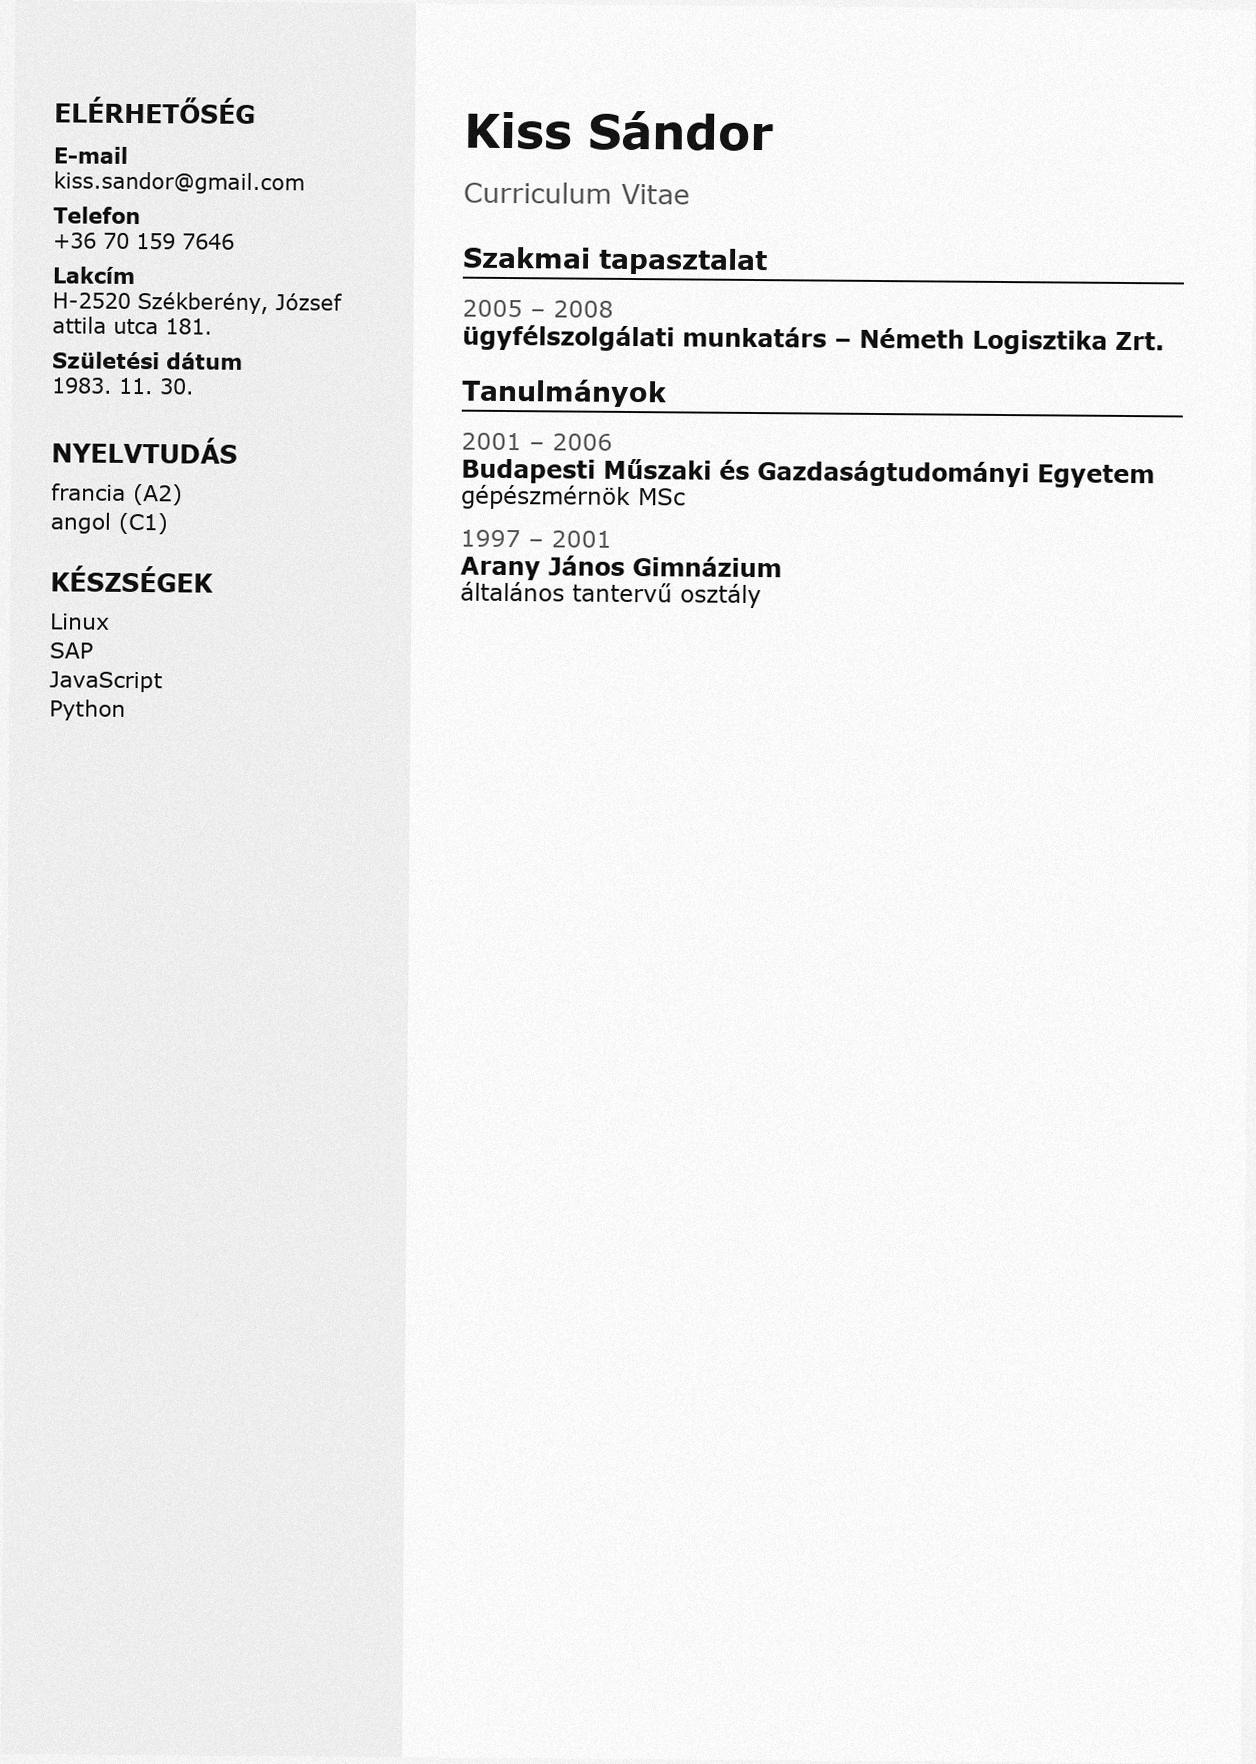 ELÉRHETŐSÉG
E-mail
kiss.sandor@gmail.com
Telefon
+36 70 159 7646
Lakcím
H-2520 Székberény, József
attila utca 181.
Születési dátum
1983. 11. 30.
NYELVTUDÁS
francia (A2)
angol (C1)
KÉSZSÉGEK
Linux
SAP
JavaScript
Python
Kiss Sándor
Curriculum Vitae
Szakmai tapasztalat
2005 – 2008
ügyfélszolgálati munkatárs – Németh Logisztika Zrt.
Tanulmányok
2001 – 2006
Budapesti Műszaki és Gazdaságtudományi Egyetem
gépészmérnök MSc
1997 – 2001
Arany János Gimnázium
általános tantervű osztály